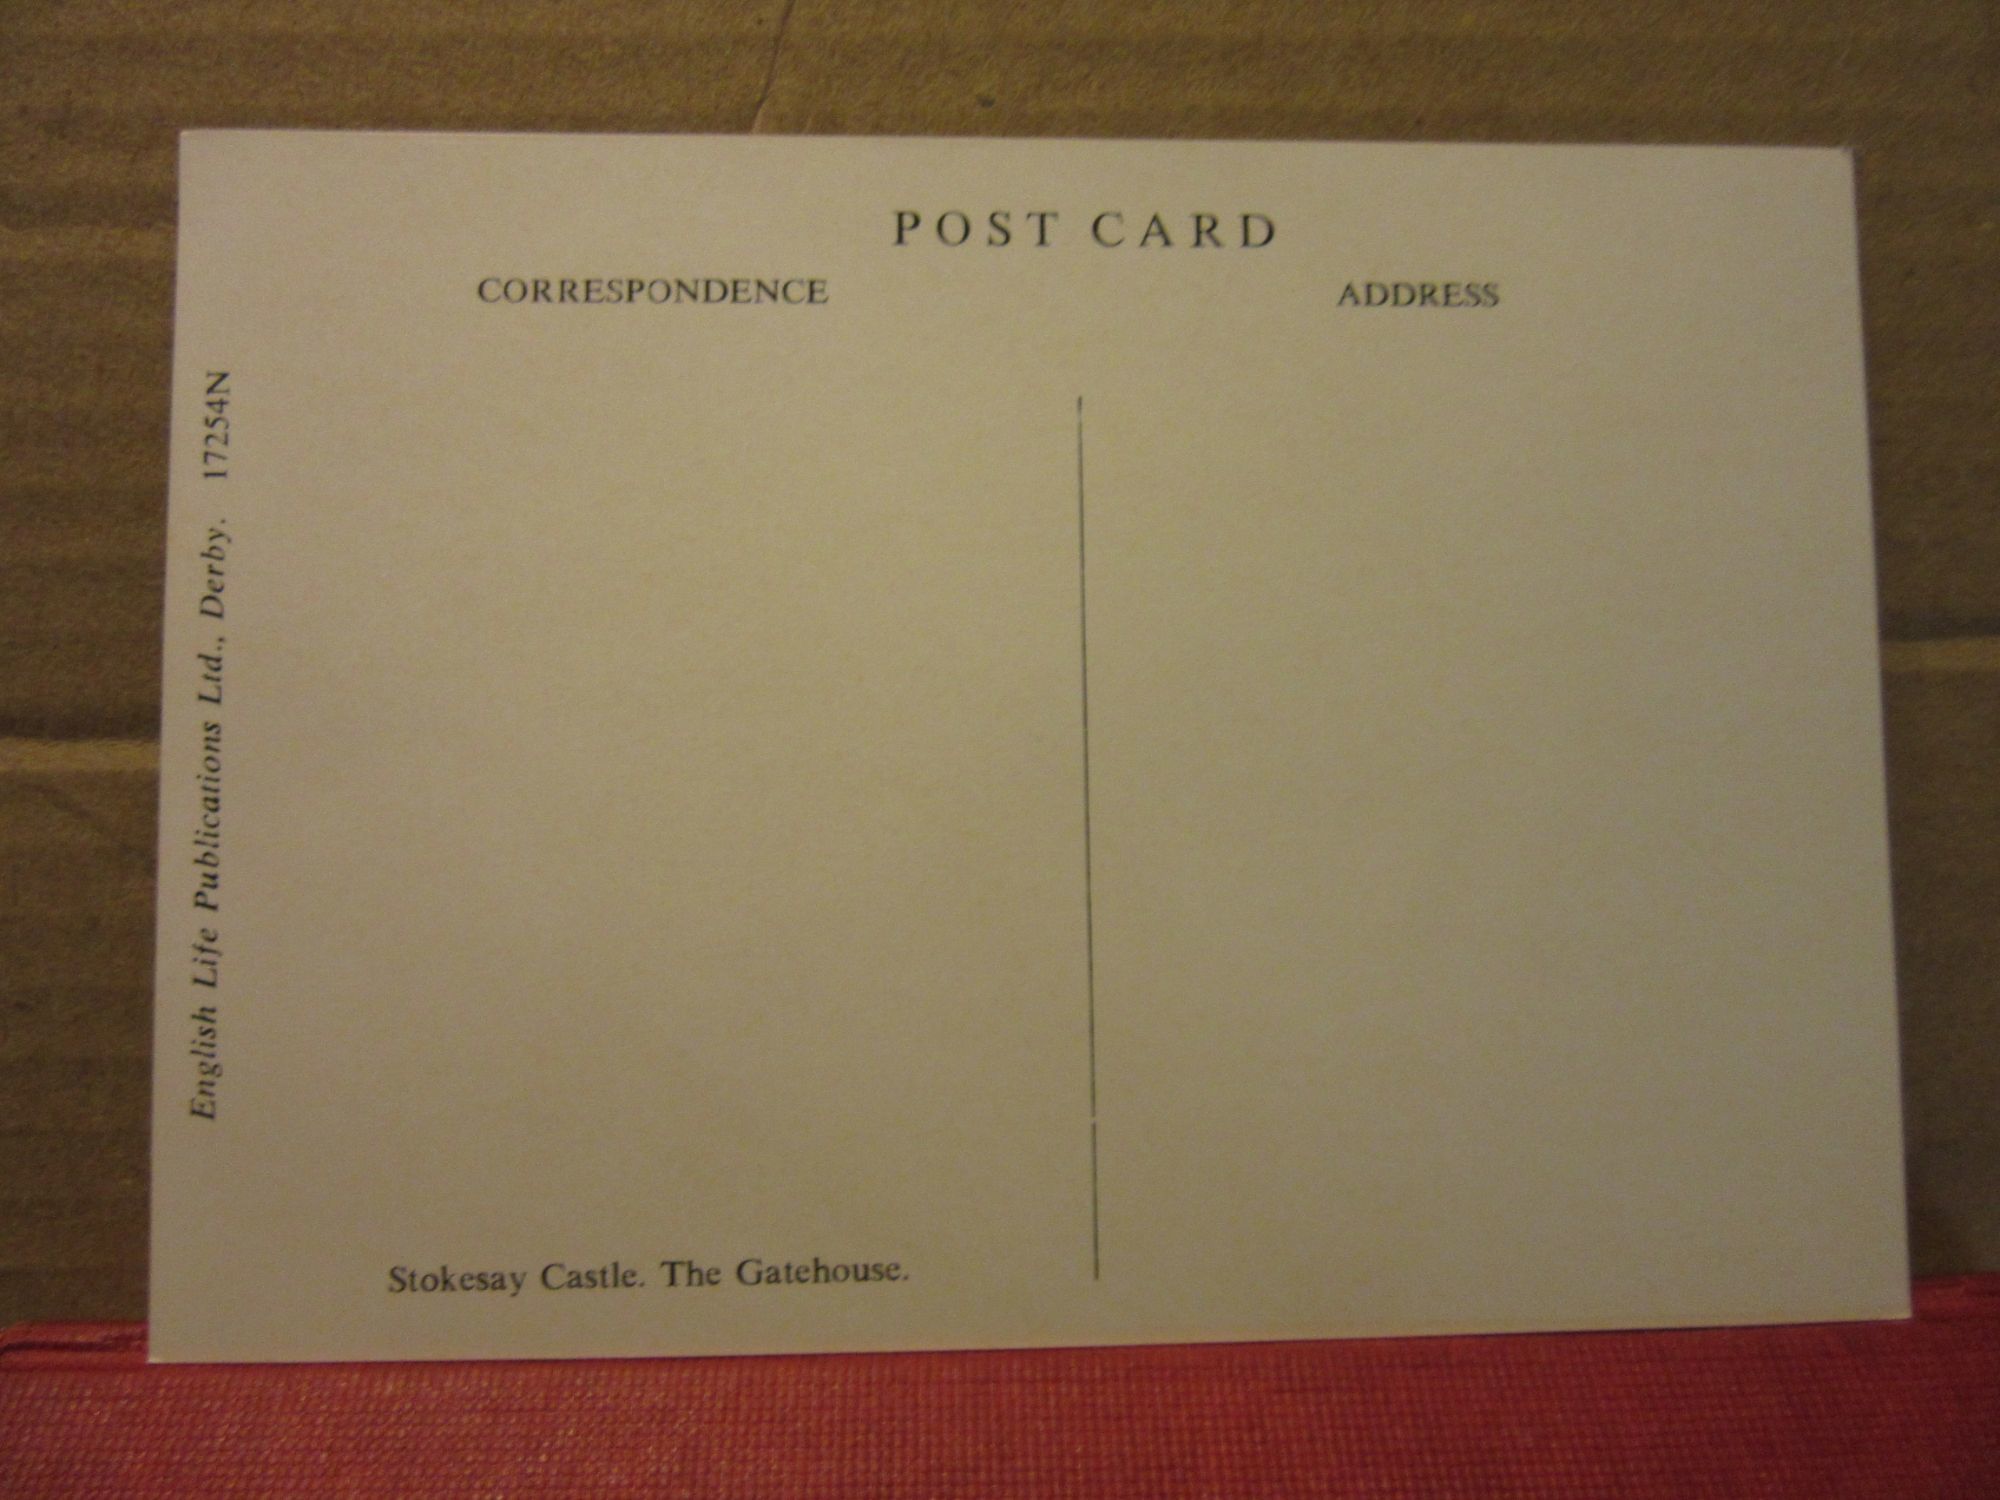 POST CARD
CORRESPONDENCE
ADDRESS
English Life Publications Ltd., Derby. 17254N
Stokesay Castle. The Gatehouse.